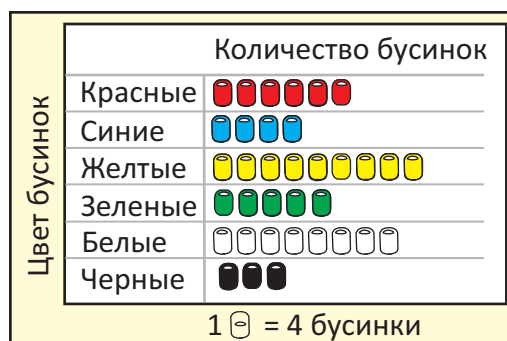 Количество бусинок
Цвет бусинок
Красные
Синие
Желтые
Зеленые
Белые
Черные
1 = 4 бусинки